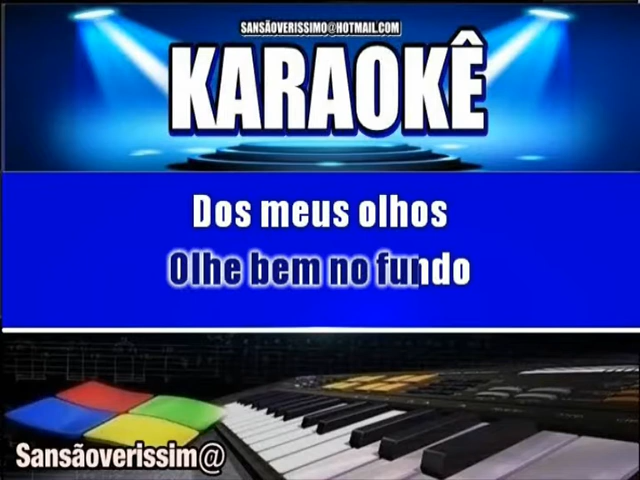 SANSÃOVERISSIMO@HOTMAIL.COM
KARAOKÊ
Dos meus olhos
Olhe bem no fundo
Sansãoverissim@